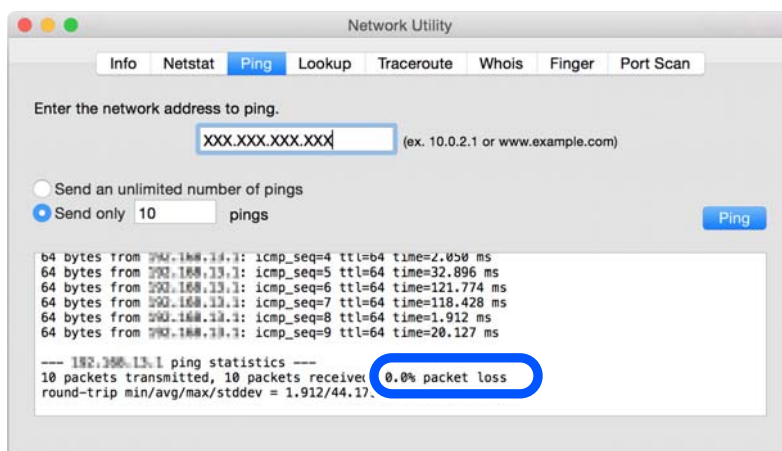 Network Utility
Info Netstat Ping Lookup Traceroute Whois Finger Port Scan
Enter the network address to ping.
XXX.XXX.XXX.XXX (ex. 10.0.2.1 or www.example.com)
Send an unlimited number of pings
Send only 10 pings
Ping
64 bytes from : icmp_seq=4 ttl=64 time=2.050 ms
64 bytes from : icmp_seq=5 ttl=64 time=32.896 ms
64 bytes from : icmp_seq=6 ttl=64 time=121.774 ms
64 bytes from : icmp_seq=7 ttl=64 time=118.428 ms
64 bytes from : icmp_seq=8 ttl=64 time=1.912 ms
64 bytes from : icmp_seq=9 ttl=64 time=20.127 ms
--- ping statistics ---
10 packets transmitted, 10 packets receive 0.0% packet loss
round-trip min/avg/max/stddev = 1.912/44.17